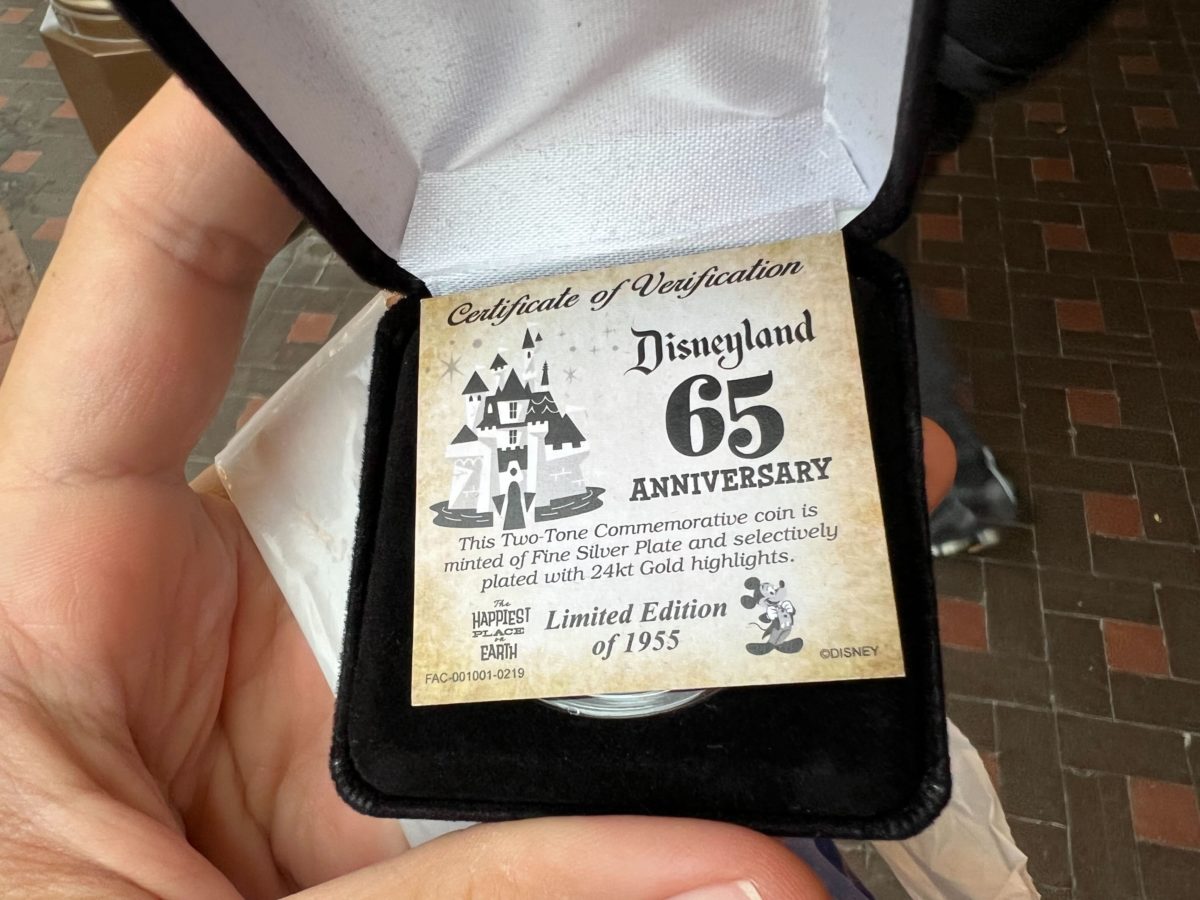 Certificate of Verification
Disneyland
65
ANNIVERSARY
This Two-Tone Commemorative coin is
minted of Fine Silver Plate and selectively
plated with 24kt Gold highlights.
The
HAPPIEST
PLACE
on
EARTH
Limited Edition
of 1955
FAC-001001-0219
©DISNEY